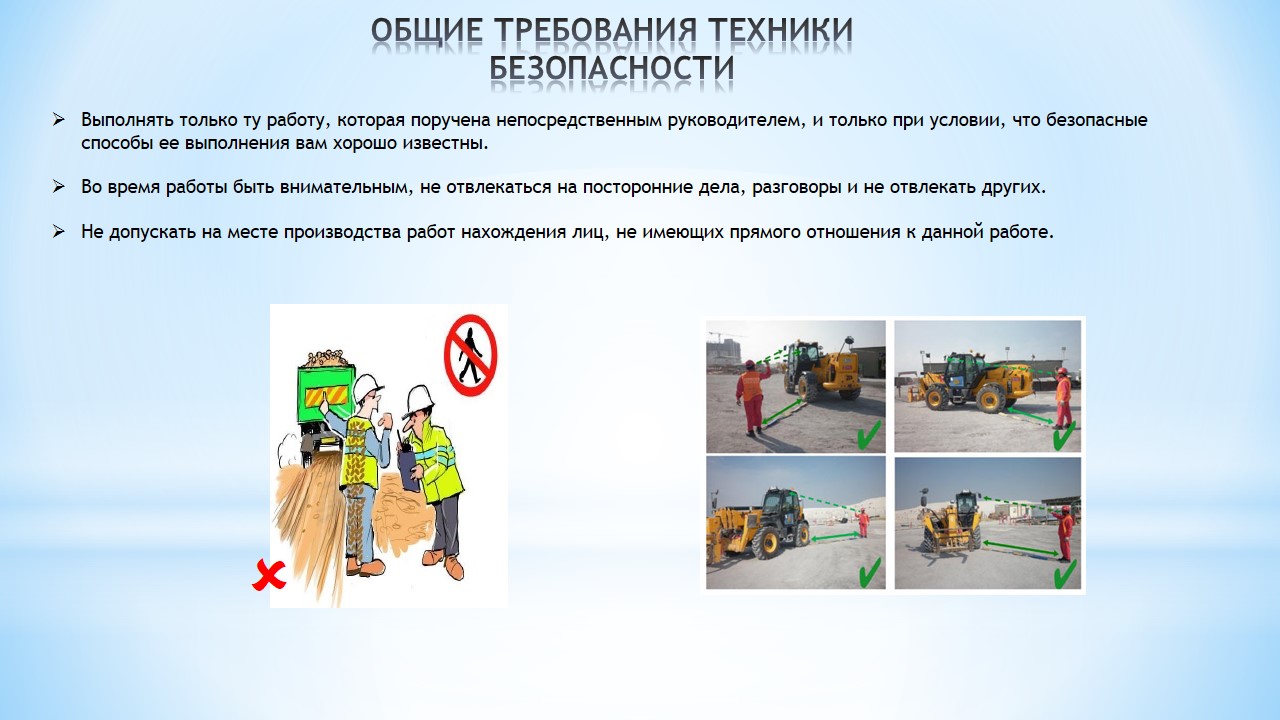 ОБЩИЕ ТРЕБОВАНИЯ ТЕХНИКИ
БЕЗОПАСНОСТИ
Выполнять только ту работу, которая поручена непосредственным руководителем, и только при условии, что безопасные
способы ее выполнения вам хорошо известны.
Во время работы быть внимательным, не отвлекаться на посторонние дела, разговоры и не отвлекать других.
Не допускать на месте производства работ нахождения лиц, не имеющих прямого отношения к данной работе.